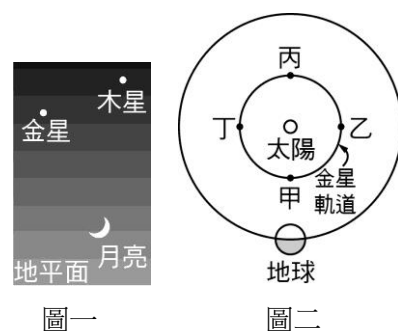 木星
金星
月亮
地平面
圖一
丙
丁
乙
太陽
金星
軌道
甲
地球
圖二